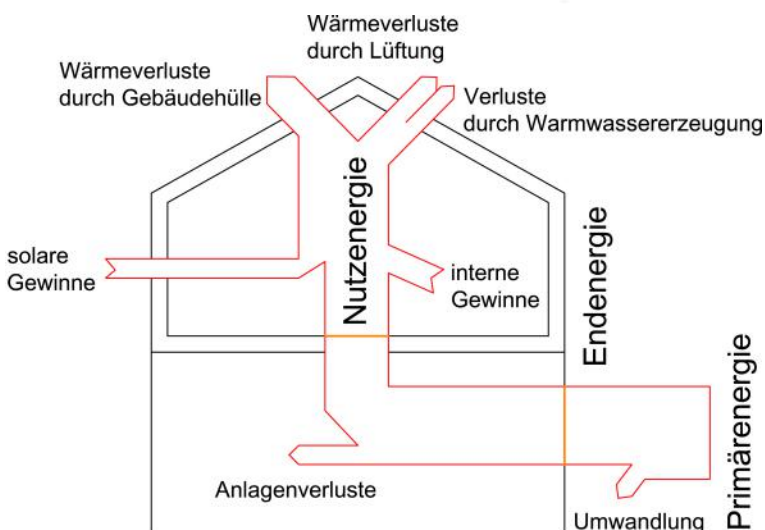 Wärmeverluste
durch Lüftung
Wärmeverluste
durch Gebäudehülle
Verluste
durch Warmwassererzeugung
solare
Gewinne
Nutzenergie
interne
Gewinne
Endenergie
Primärenergie
Anlagenverluste
Umwandlung